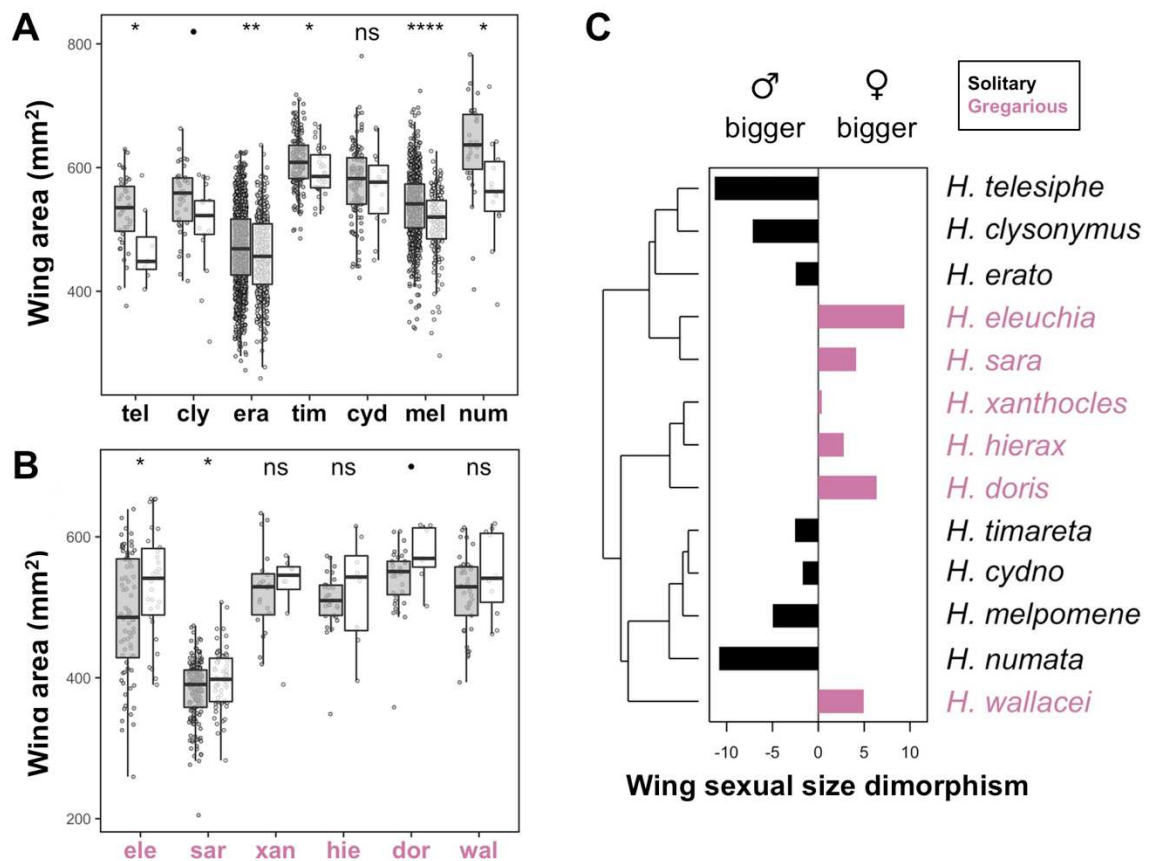 A
* • ** * ns **** *
Wing area (mm²)
800
600
400
tel cly era tim cyd mel num
B
* * ns ns • ns
Wing area (mm²)
600
400
200
ele sar xan hie dor wal
C
♂ ♀
bigger bigger
Solitary
Gregarious
H. telesiphe
H. clysonymus
H. erato
H. eleuchia
H. sara
H. xanthocles
H. hierax
H. doris
H. timareta
H. cydno
H. melpomene
H. numata
H. wallacei
-10 -5 0 5 10
Wing sexual size dimorphism